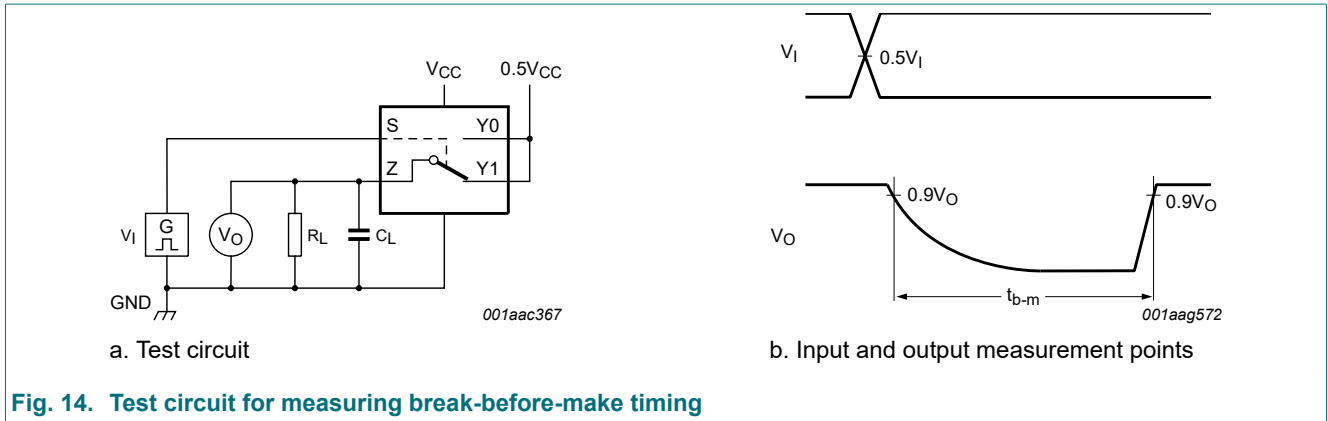 VCC 0.5VCC
S Y0
Z Y1
VI G VO RL CL
GND
001aac367
a. Test circuit
VI 0.5VI
0.9VO 0.9VO
VO
tb-m
001aag572
b. Input and output measurement points
Fig. 14. Test circuit for measuring break-before-make timing